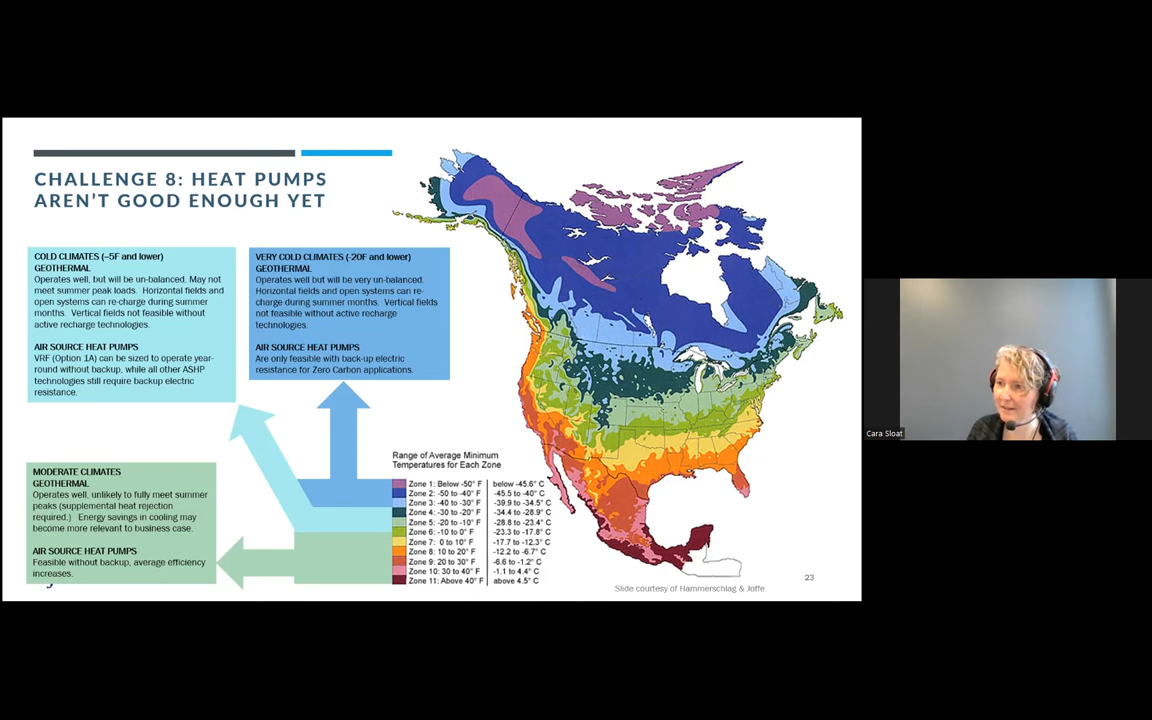 CHALLENGE 8: HEAT PUMPS
AREN'T GOOD ENOUGH YET
COLD CLIMATES (–5F and lower)
GEOTHERMAL
Operates well, but will be un-balanced. May not
meet summer peak loads. Horizontal fields and
open systems can re-charge during summer
months. Vertical fields not feasible without
active recharge technologies.
AIR SOURCE HEAT PUMPS
VRF (Option 1A) can be sized to operate year-
round without backup, while all other ASHP
technologies still require backup electric
resistance.
VERY COLD CLIMATES (-20F and lower)
GEOTHERMAL
Operates well but will be very un-balanced.
Horizontal fields and open systems can re-
charge during summer months. Vertical fields
not feasible without active recharge
technologies.
AIR SOURCE HEAT PUMPS
Are only feasible with back-up electric
resistance for Zero Carbon applications.
MODERATE CLIMATES
GEOTHERMAL
Operates well, unlikely to fully meet summer
peaks (supplemental heat rejection
required.) Energy savings in cooling may
become more relevant to business case.
AIR SOURCE HEAT PUMPS
Feasible without backup, average efficiency
increases.
Range of Average Minimum
Temperatures for Each Zone
Zone 1: Below -50° F below -45.6° C
Zone 2: -50 to -40° F -45.5 to -40° C
Zone 3: -40 to -30° F -39.9 to -34.5° C
Zone 4: -30 to -20° F -34.4 to -28.9° C
Zone 5: -20 to -10° F -28.8 to -23.4° C
Zone 6: -10 to 0° F -23.3 to -17.8° C
Zone 7: 0 to 10° F -17.7 to -12.3° C
Zone 8: 10 to 20° F -12.2 to -6.7° C
Zone 9: 20 to 30° F -6.6 to -1.2° C
Zone 10: 30 to 40° F -1.1 to 4.4° C
Zone 11: Above 40° F above 4.5° C
23
Slide courtesy of Hammerschlag & Joffe
Cara Sloat